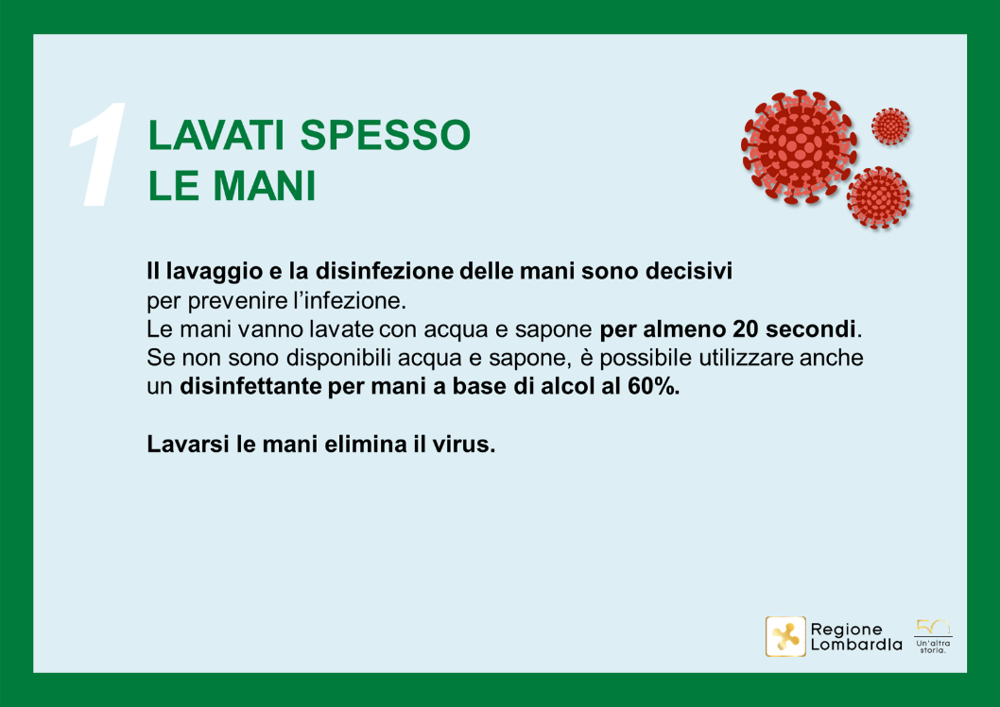 1
LAVATI SPESSO
LE MANI
Il lavaggio e la disinfezione delle mani sono decisivi
per prevenire l’infezione.
Le mani vanno lavate con acqua e sapone per almeno 20 secondi.
Se non sono disponibili acqua e sapone, è possibile utilizzare anche
un disinfettante per mani a base di alcol al 60%.
Lavarsi le mani elimina il virus.
Regione
Lombardia
50
Un'altra
storia.